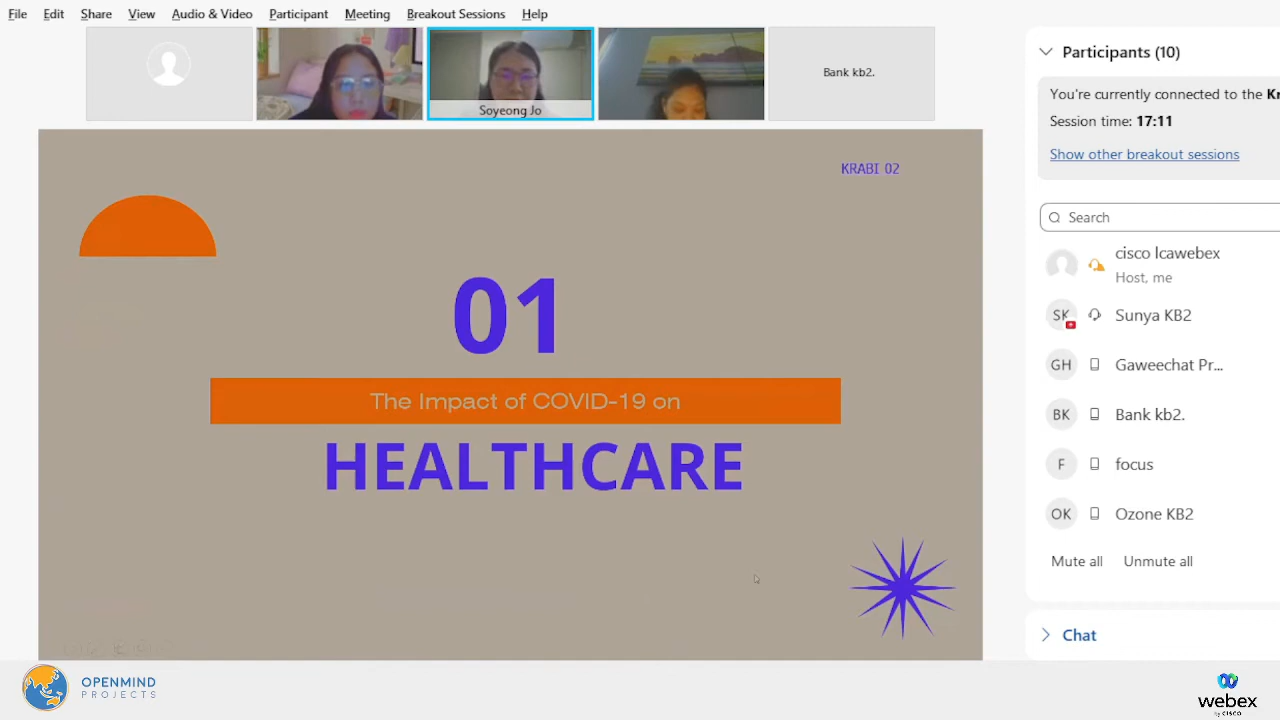 File Edit Share View Audio & Video Participant Meeting Breakout Sessions Help
Soyeong Jo
Bank kb2.
KRABI 02
01
The Impact of COVID-19 on
HEALTHCARE
Participants (10)
You're currently connected to the Kr
Session time: 17:11
Show other breakout sessions
Search
cisco lcawebex
Host, me
SK Sunya KB2
GH Gaweechat Pr...
BK Bank kb2.
F focus
OK Ozone KB2
Mute all Unmute all
Chat
OPENMIND
PROJECTS
webex
by CISCO